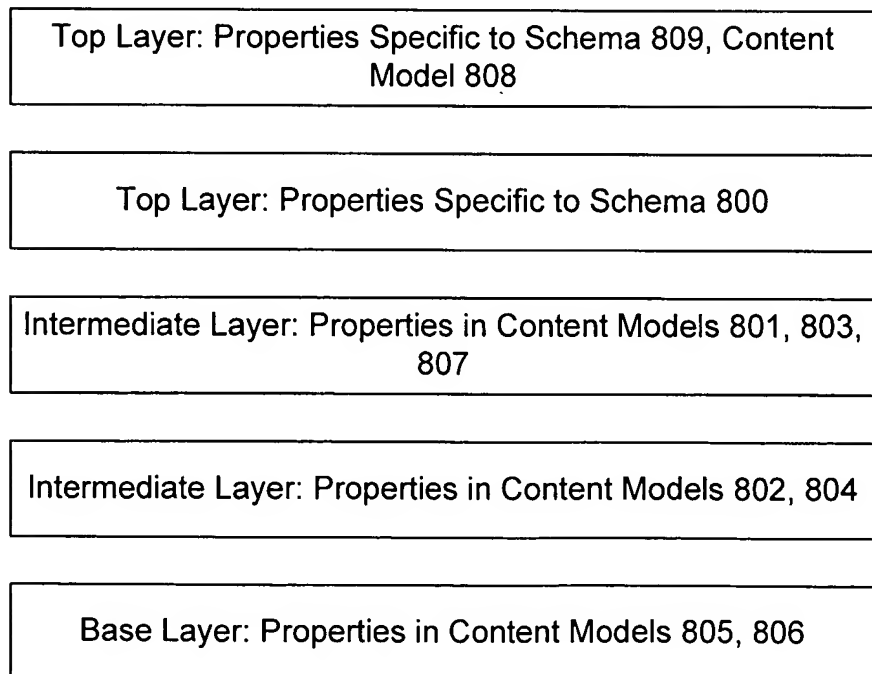 Top Layer: Properties Specific to Schema 809, Content
Model 808
Top Layer: Properties Specific to Schema 800
Intermediate Layer: Properties in Content Models 801, 803,
807
Intermediate Layer: Properties in Content Models 802, 804
Base Layer: Properties in Content Models 805, 806